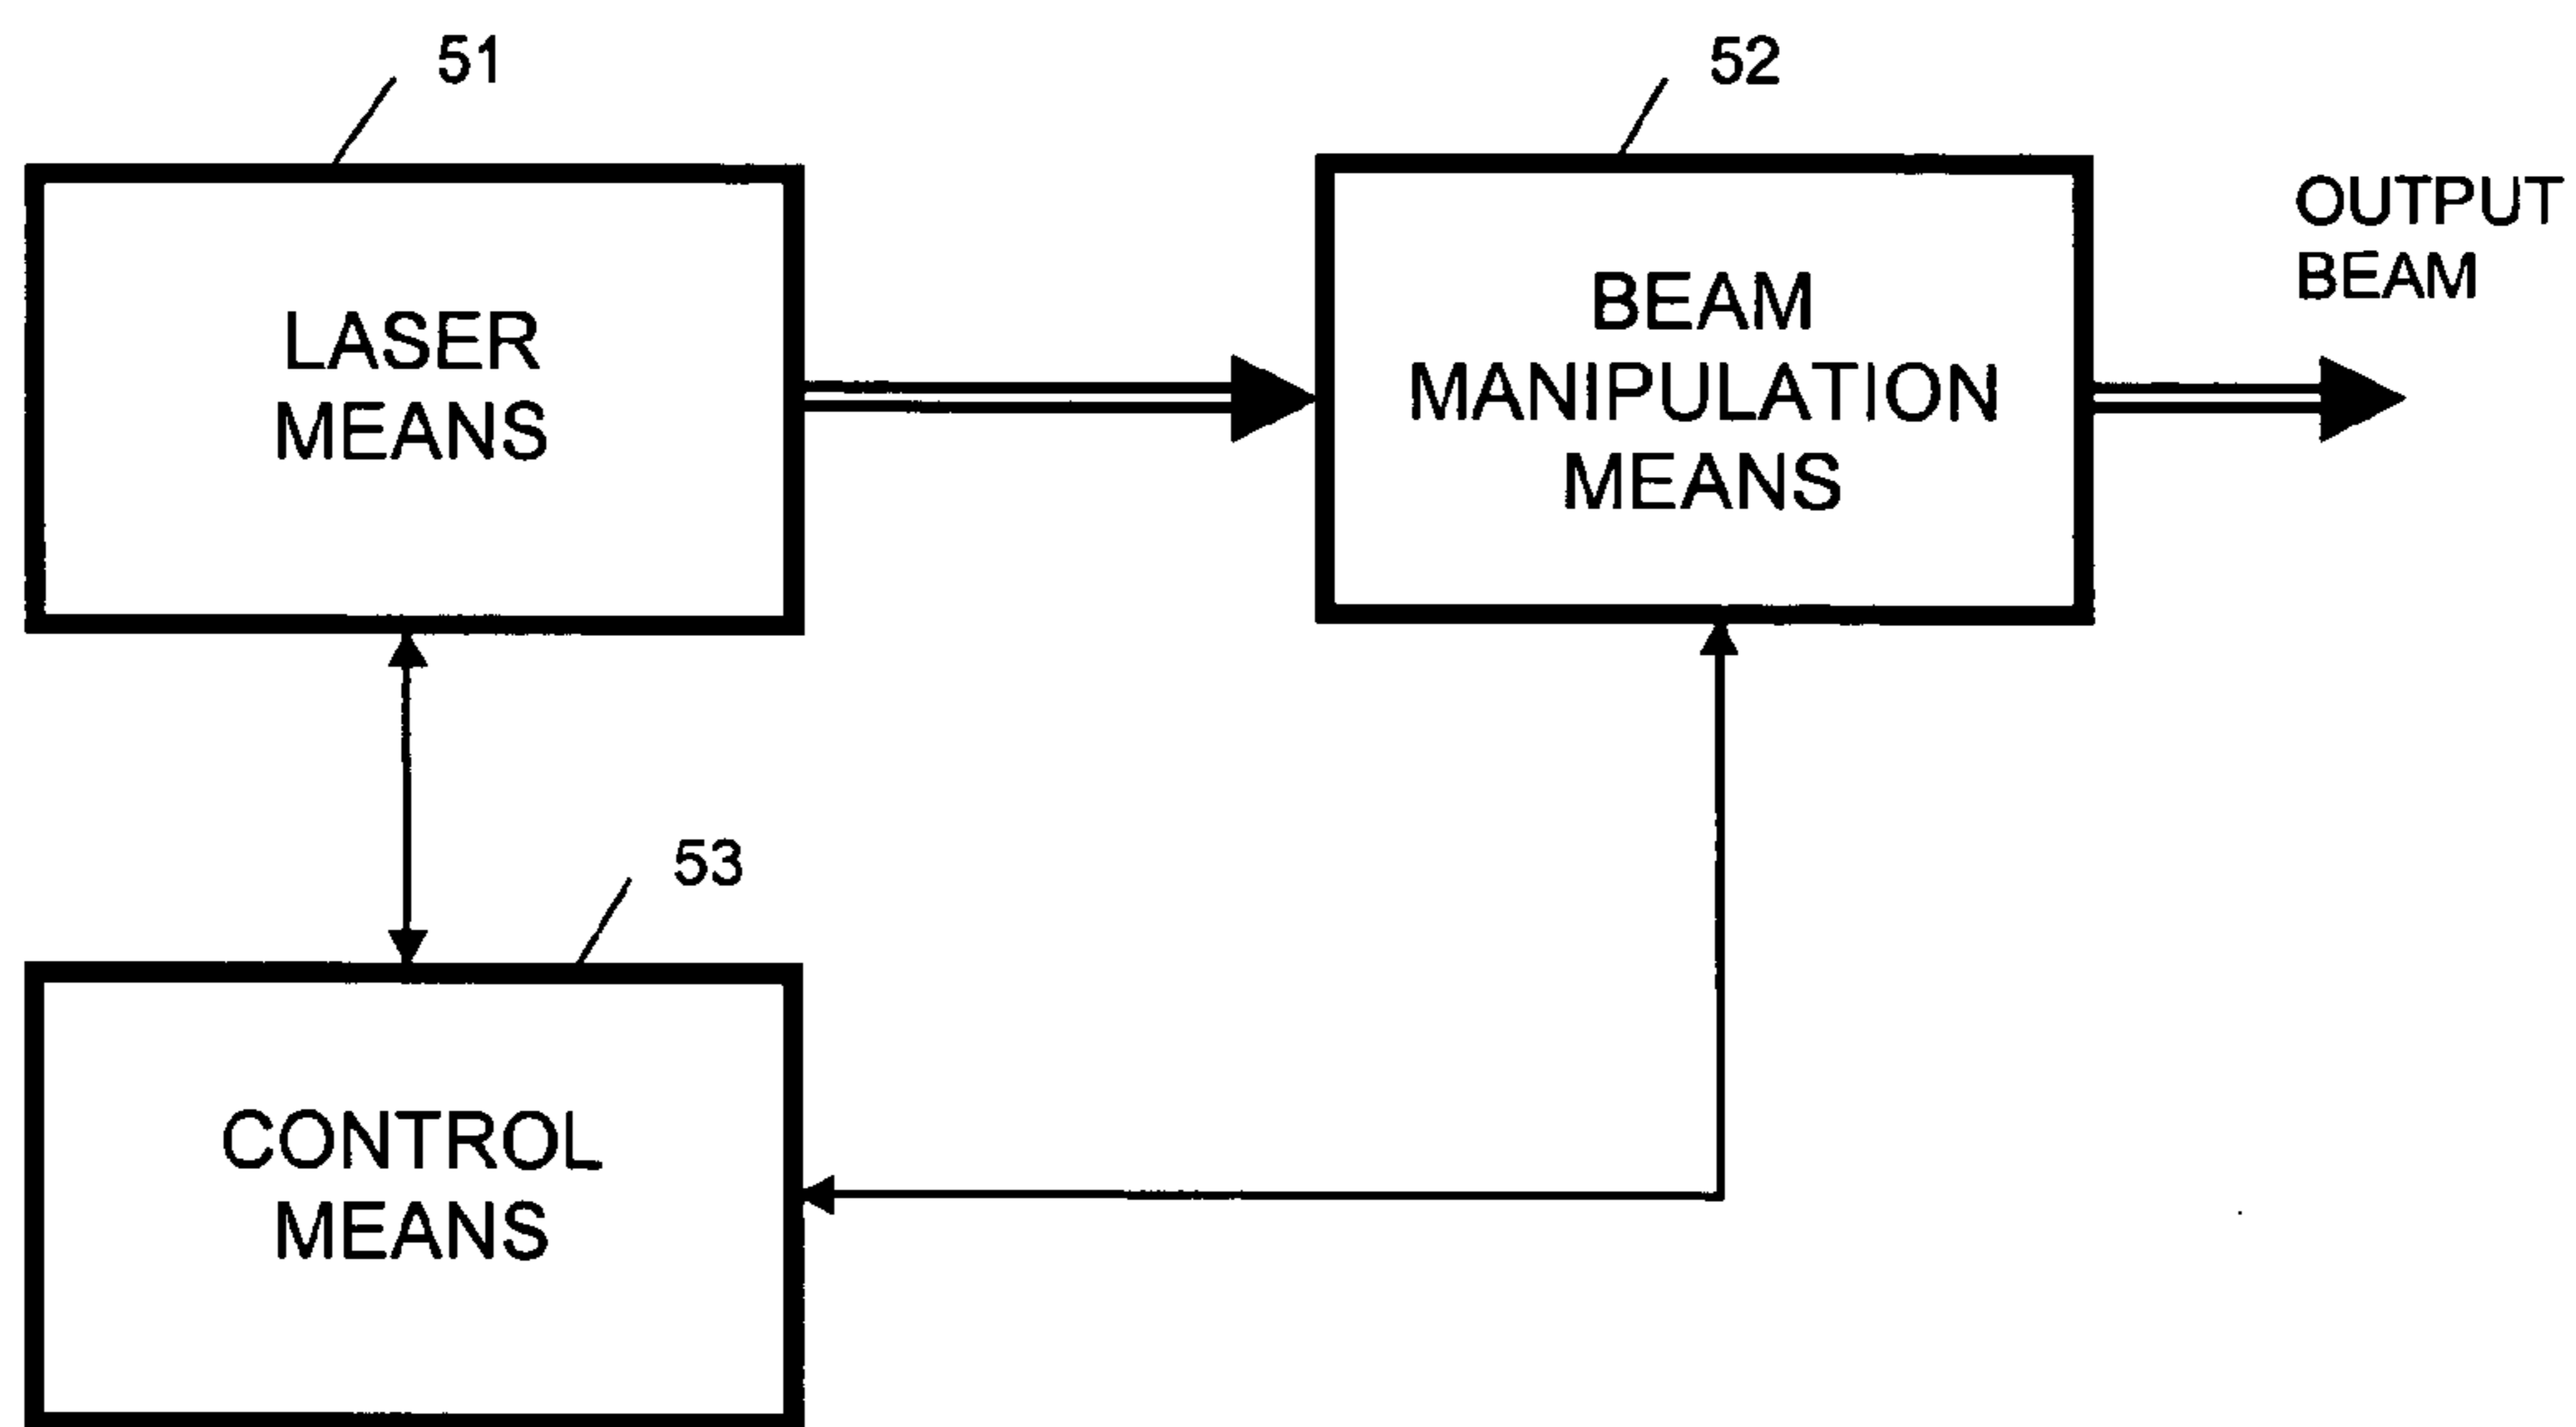 51
52
LASER
MEANS
BEAM
MANIPULATION
MEANS
OUTPUT
BEAM
53
CONTROL
MEANS